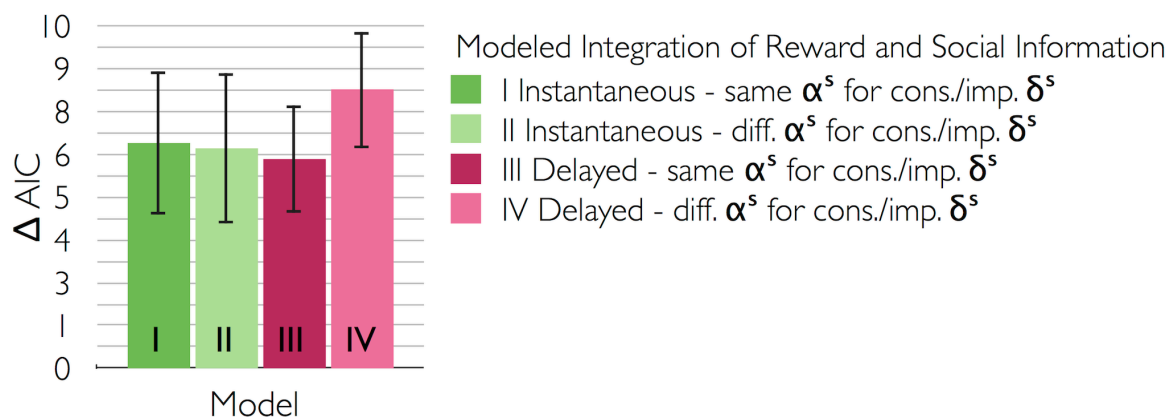 10
9
8
6
5
4
3
1
0
Δ AIC
I
II
III
IV
Model
Modeled Integration of Reward and Social Information
I Instantaneous - same αˢ for cons./imp. δˢ
II Instantaneous - diff. αˢ for cons./imp. δˢ
III Delayed - same αˢ for cons./imp. δˢ
IV Delayed - diff. αˢ for cons./imp. δˢ